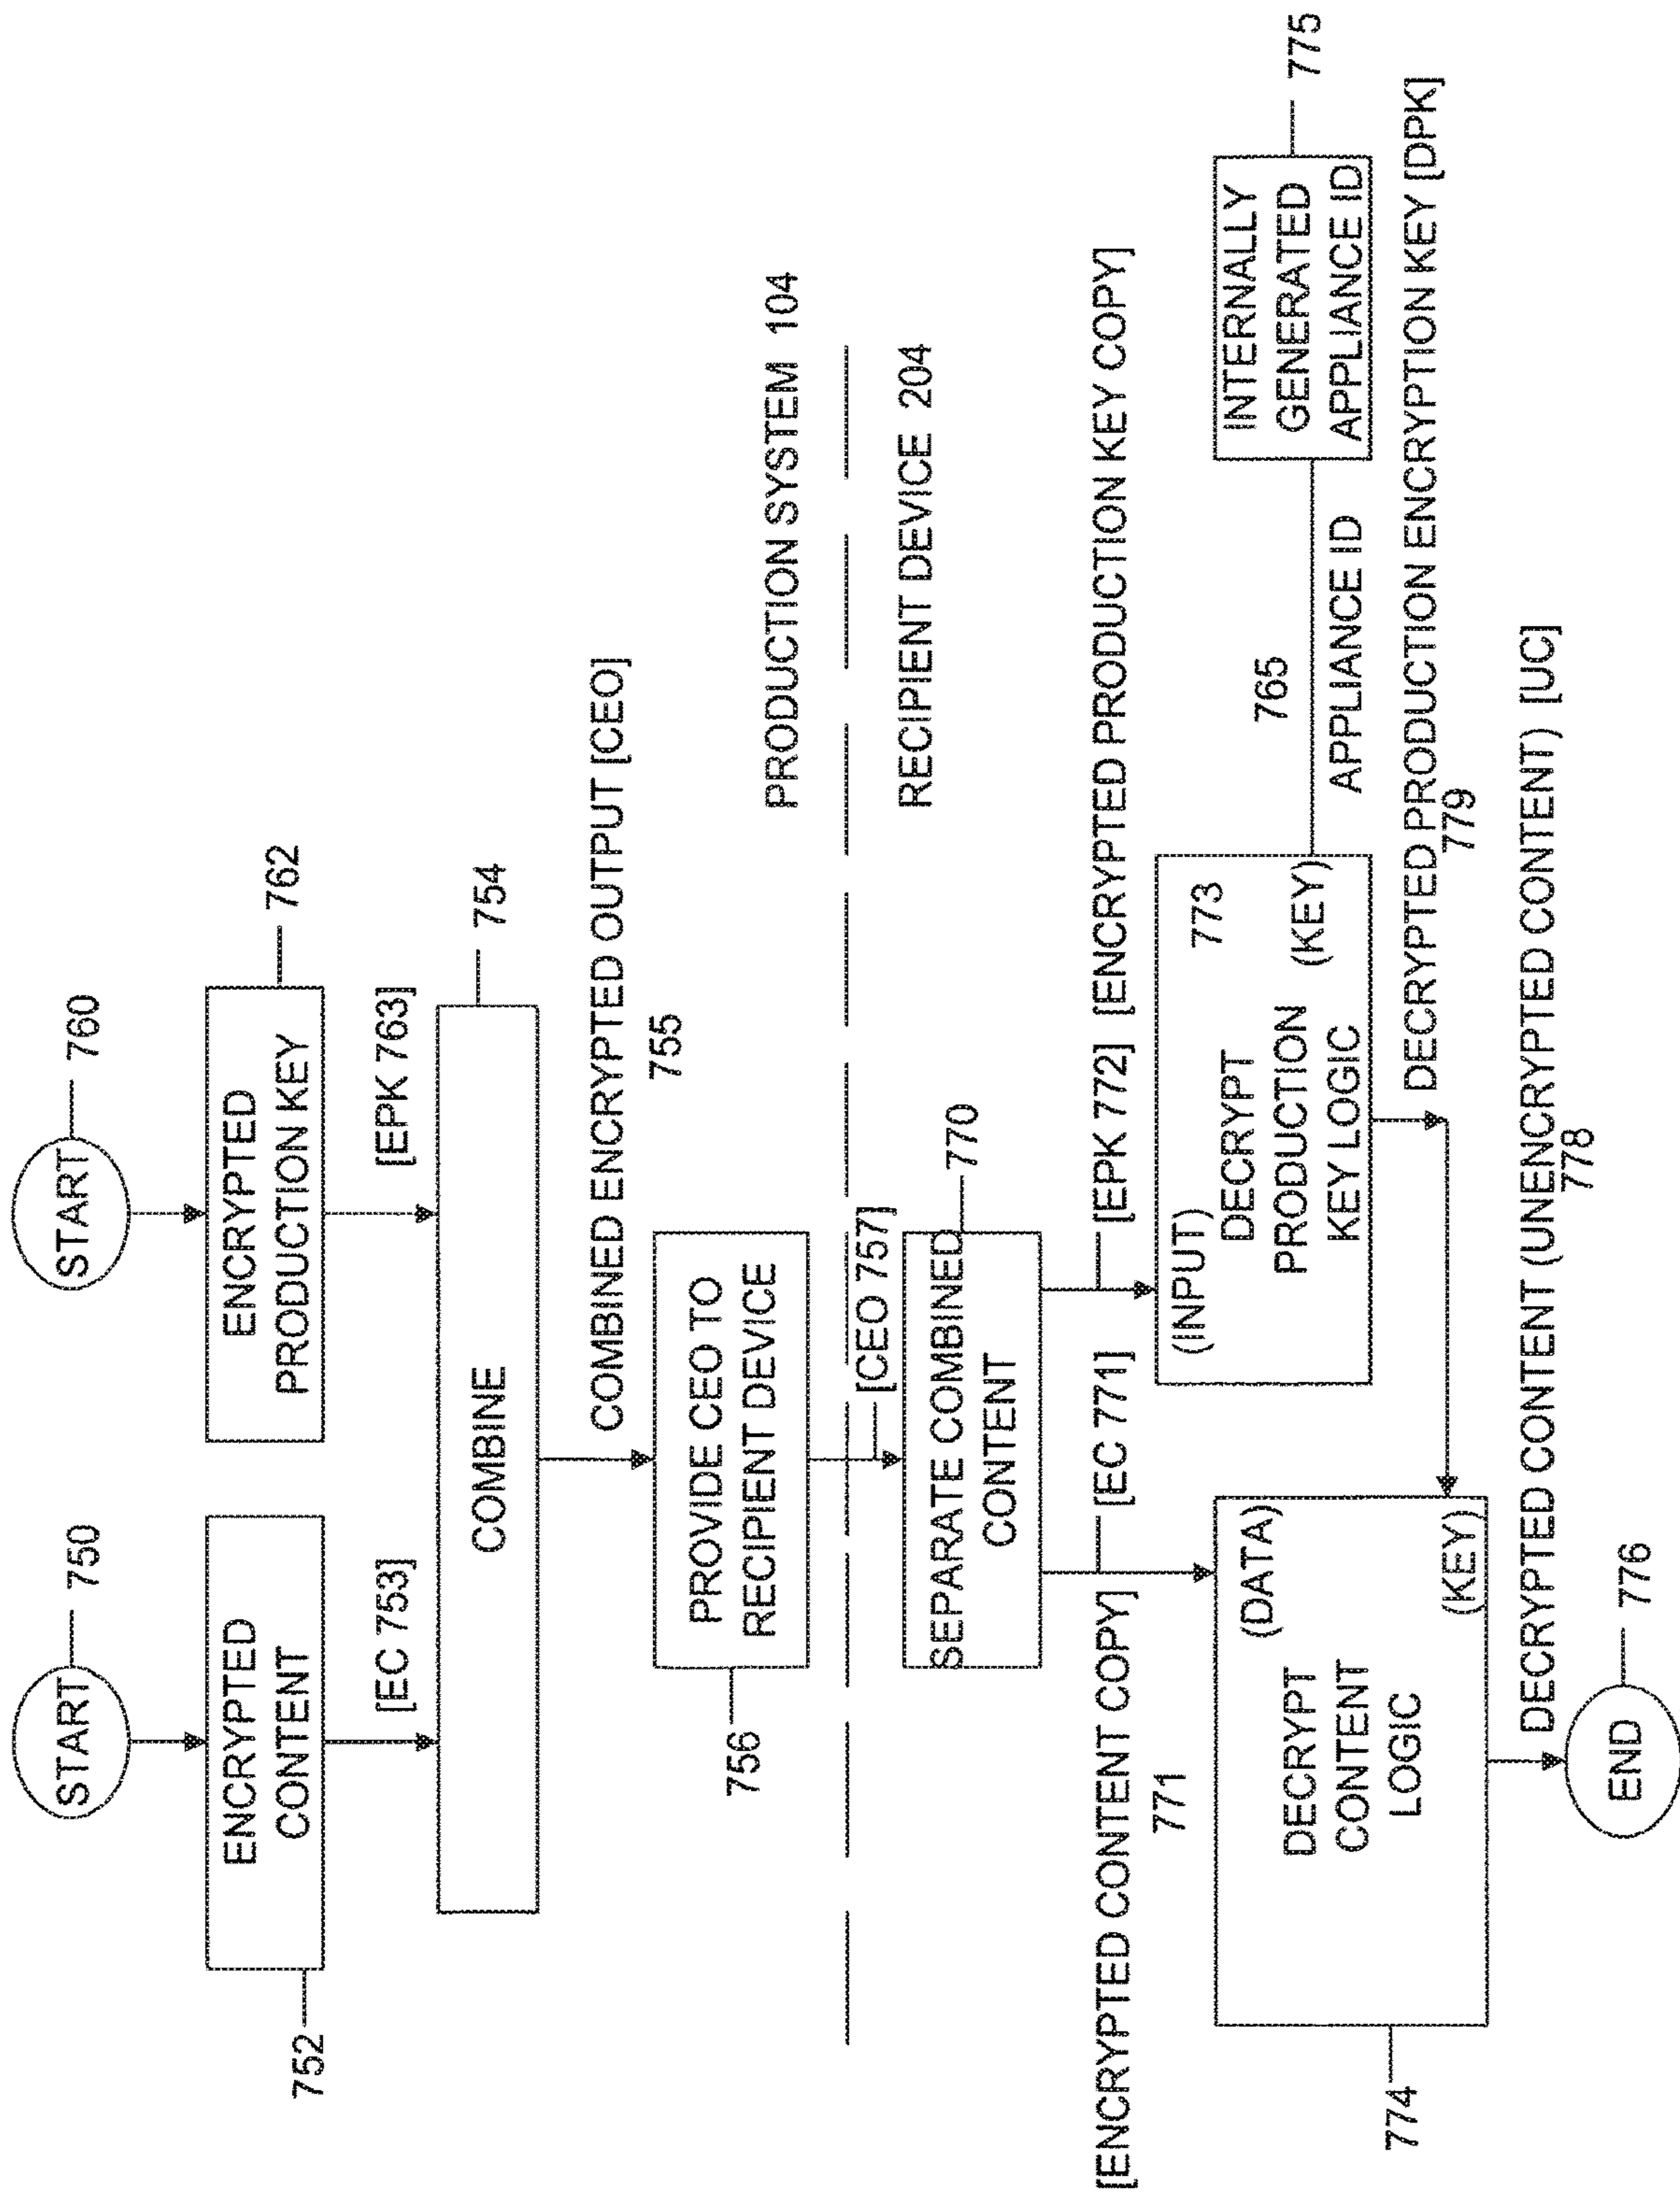 START
750
START
760
ENCRYPTED
CONTENT
752
ENCRYPTED
PRODUCTION KEY
762
[EC 753]
[EPK 763]
COMBINE
754
COMBINED ENCRYPTED OUTPUT [CEO]
755
PROVIDE CEO TO
RECIPIENT DEVICE
756
PRODUCTION SYSTEM 104
RECIPIENT DEVICE 204
[CEO 757]
SEPARATE COMBINED
CONTENT
770
[ENCRYPTED CONTENT COPY]
771
[EC 771]
[EPK 772] [ENCRYPTED PRODUCTION KEY COPY]
(INPUT)
773
DECRYPT
PRODUCTION
KEY LOGIC
(KEY)
765
APPLIANCE ID
INTERNALLY
GENERATED
APPLIANCE ID
775
DECRYPTED PRODUCTION ENCRYPTION KEY [DPK]
779
(DATA)
DECRYPT
CONTENT
LOGIC
(KEY)
774
DECRYPTED CONTENT (UNENCRYPTED CONTENT) [UC]
778
END
776